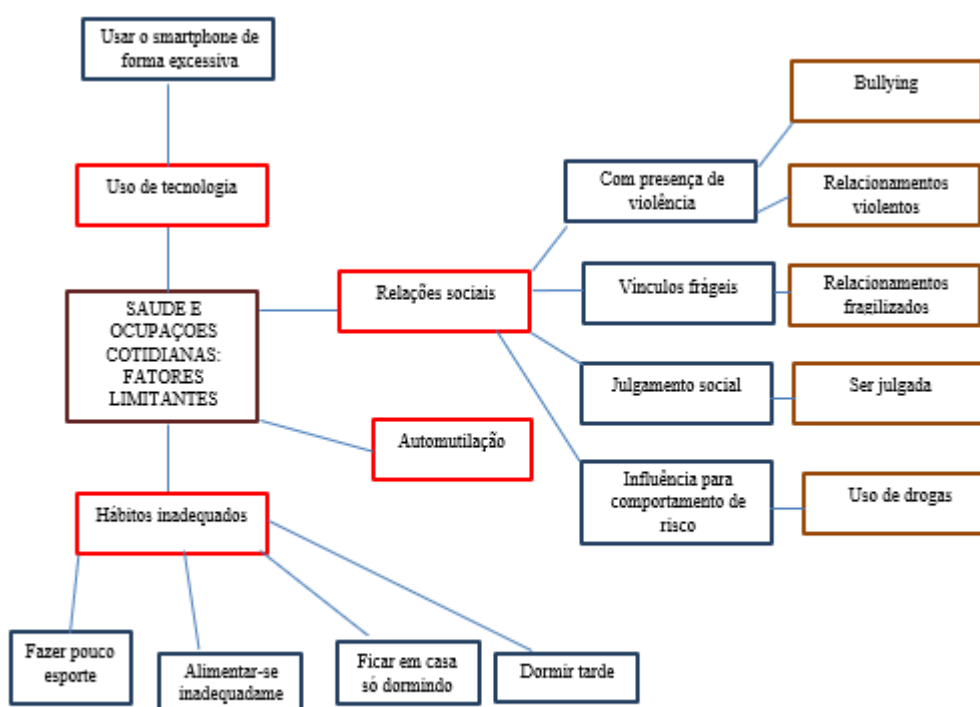 Usar o smartphone de
forma excessiva
Uso de tecnologia
SAUDE E
OCUPAÇOES
COTIDIANAS:
FATORES
LIMITANTES
Relações sociais
Automutilação
Hábitos inadequados
Com presença de
violência
Vínculos frágeis
Julgamento social
Influência para
comportamento de
risco
Bullying
Relacionamentos
violentos
Relacionamentos
fragilizados
Ser julgada
Uso de drogas
Fazer pouco
esporte
Alimentar-se
inadequadame
Ficar em casa
só dormindo
Dormir tarde